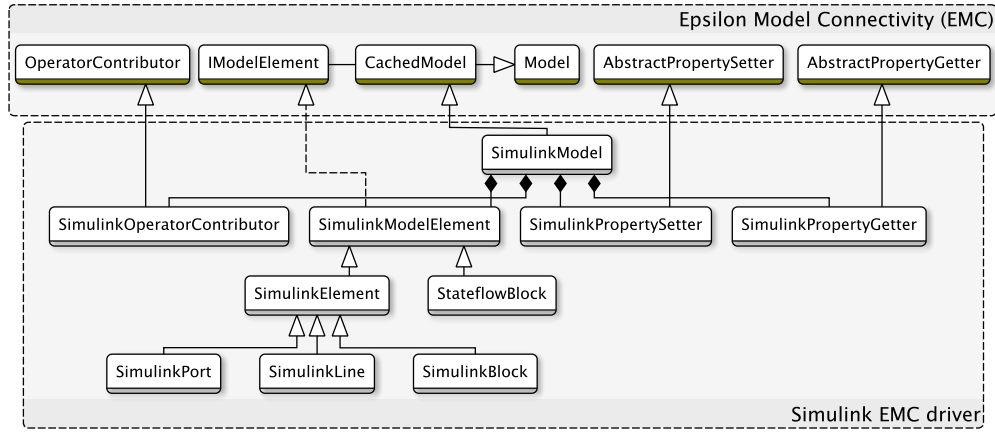 Epsilon Model Connectivity (EMC)
OperatorContributor
IModelElement
CachedModel
Model
AbstractPropertySetter
AbstractPropertyGetter
SimulinkModel
SimulinkOperatorContributor
SimulinkModelElement
SimulinkPropertySetter
SimulinkPropertyGetter
SimulinkElement
StateflowBlock
SimulinkPort
SimulinkLine
SimulinkBlock
Simulink EMC driver